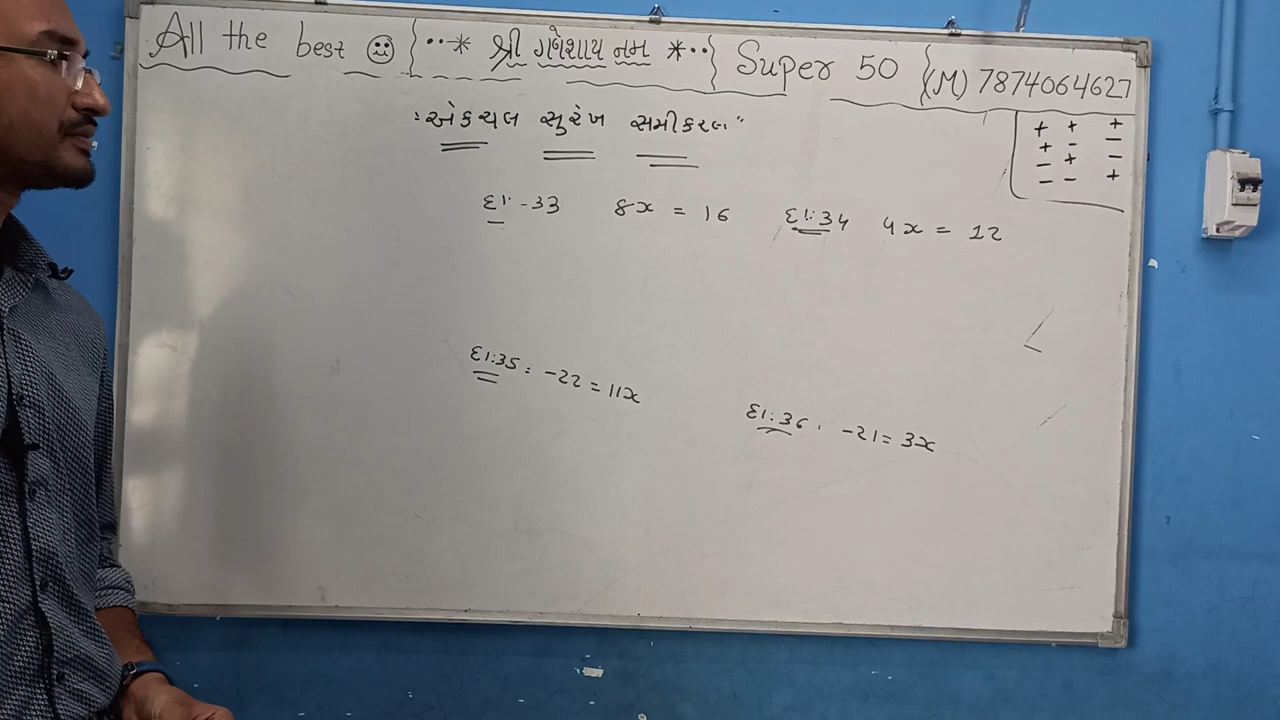 All the best ☹ {··* શ્રી ગણેશાય નમ *··} Super 50 {(M) 7874064627
:એકચલ સુરેખ સમીકરણ"
+ + +
+ - -
- + -
- - +
દા:-33 8x = 16 દા:34 4x = 12
દા:35: -22 = 11x
દા:36. -21 = 3x